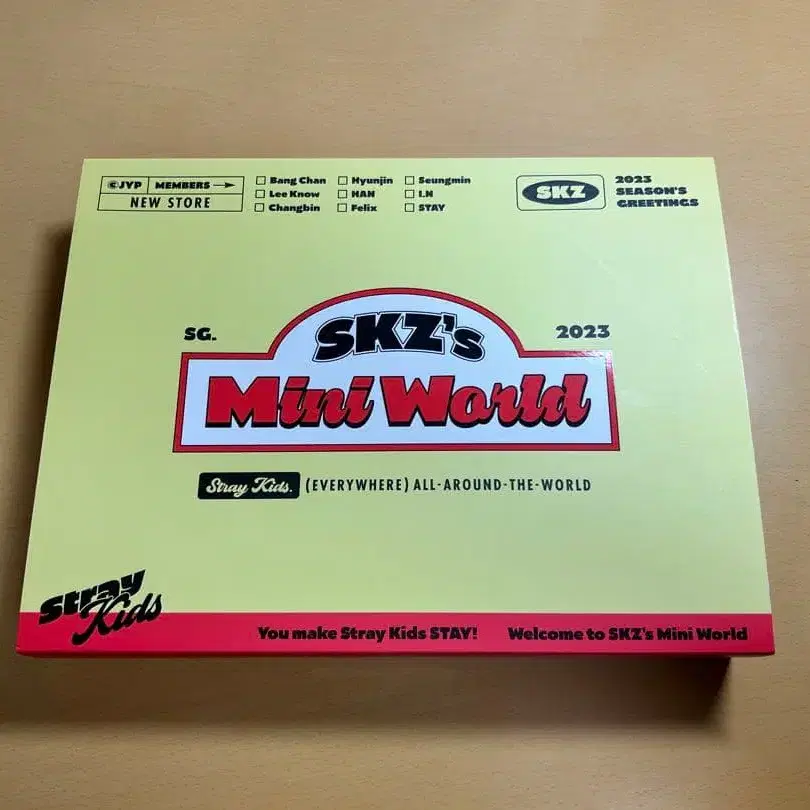 ©JYP MEMBERS →
NEW STORE
☐ Bang Chan ☐ Hyunjin ☐ Seungmin
☐ Lee Know ☐ HAN ☐ I.N
☐ Changbin ☐ Felix ☐ STAY
SKZ
2023
SEASON'S
GREETINGS
SG.
SKZ's
2023
Mini World
Stray Kids. (EVERYWHERE) ALL-AROUND-THE-WORLD
Stray
Kids
You make Stray Kids STAY! Welcome to SKZ's Mini World